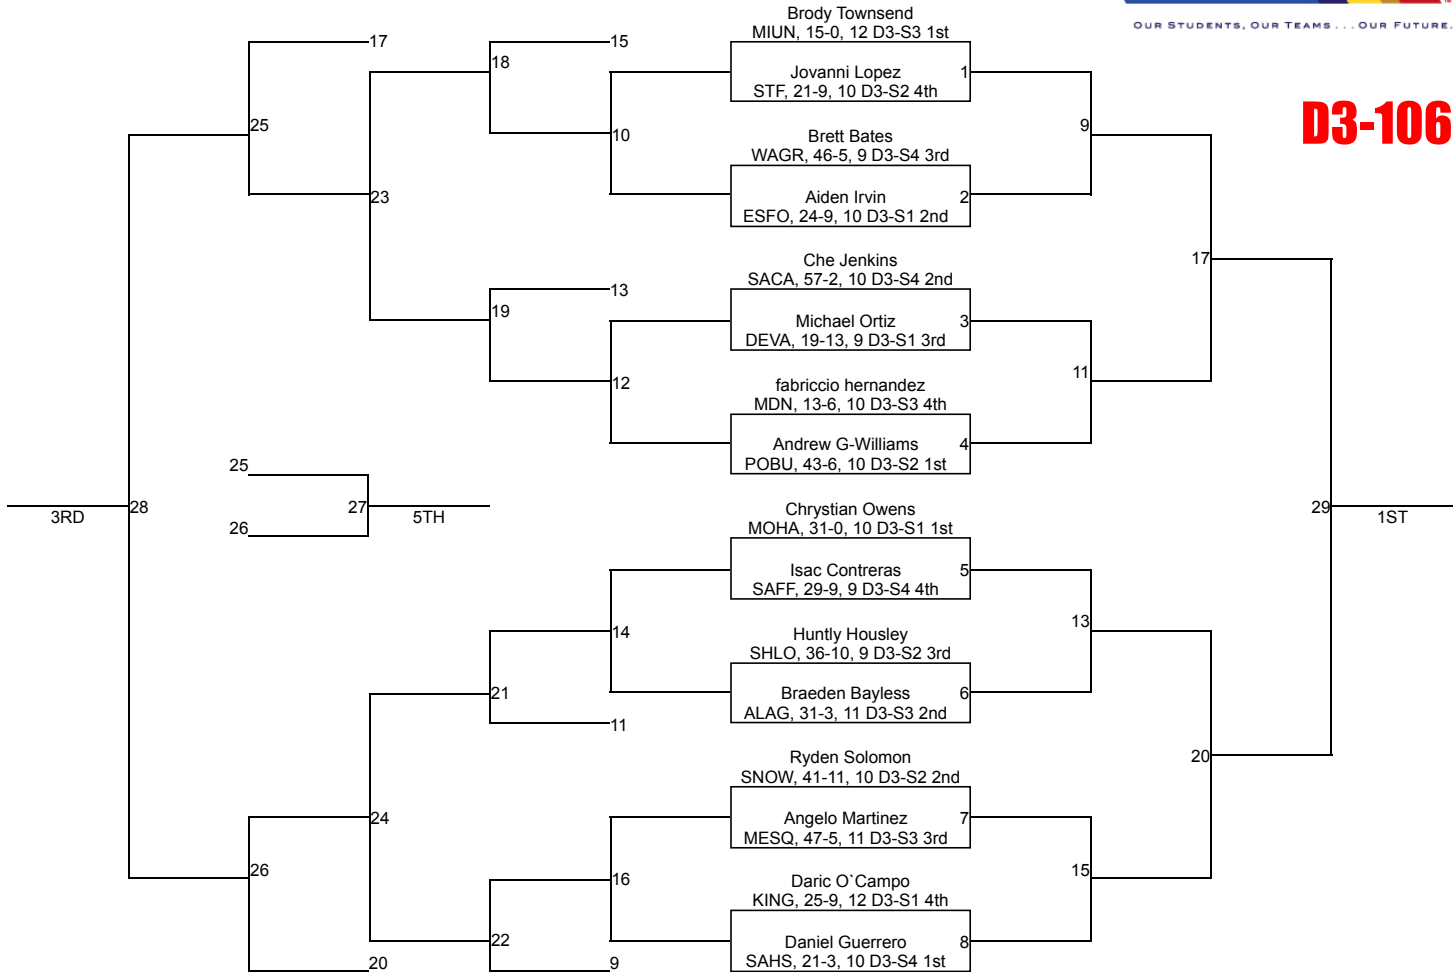 OUR STUDENTS, OUR TEAMS . . . OUR FUTURE.
D3-106
Brody Townsend
MIUN, 15-0, 12 D3-S3 1st
Jovanni Lopez
STF, 21-9, 10 D3-S2 4th
1
Brett Bates
WAGR, 46-5, 9 D3-S4 3rd
Aiden Irvin
ESFO, 24-9, 10 D3-S1 2nd
2
Che Jenkins
SACA, 57-2, 10 D3-S4 2nd
Michael Ortiz
DEVA, 19-13, 9 D3-S1 3rd
3
fabriccio hernandez
MDN, 13-6, 10 D3-S3 4th
Andrew G-Williams
POBU, 43-6, 10 D3-S2 1st
4
Chrystian Owens
MOHA, 31-0, 10 D3-S1 1st
Isac Contreras
SAFF, 29-9, 9 D3-S4 4th
5
Huntly Housley
SHLO, 36-10, 9 D3-S2 3rd
Braeden Bayless
ALAG, 31-3, 11 D3-S3 2nd
6
Ryden Solomon
SNOW, 41-11, 10 D3-S2 2nd
Angelo Martinez
MESQ, 47-5, 11 D3-S3 3rd
7
Daric O`Campo
KING, 25-9, 12 D3-S1 4th
Daniel Guerrero
SAHS, 21-3, 10 D3-S4 1st
8
9
11
13
15
17
20
29
1ST
15
10
18
13
12
19
14
11
21
16
9
22
17
23
25
24
20
26
25
26
27
5TH
28
3RD